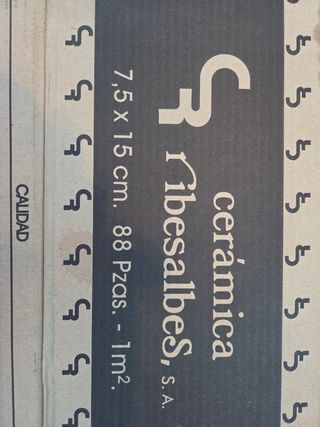 cerámica
ribesalbes, S. A.
7,5 x 15 cm. 88 Pzas. - 1m².
CALIDAD